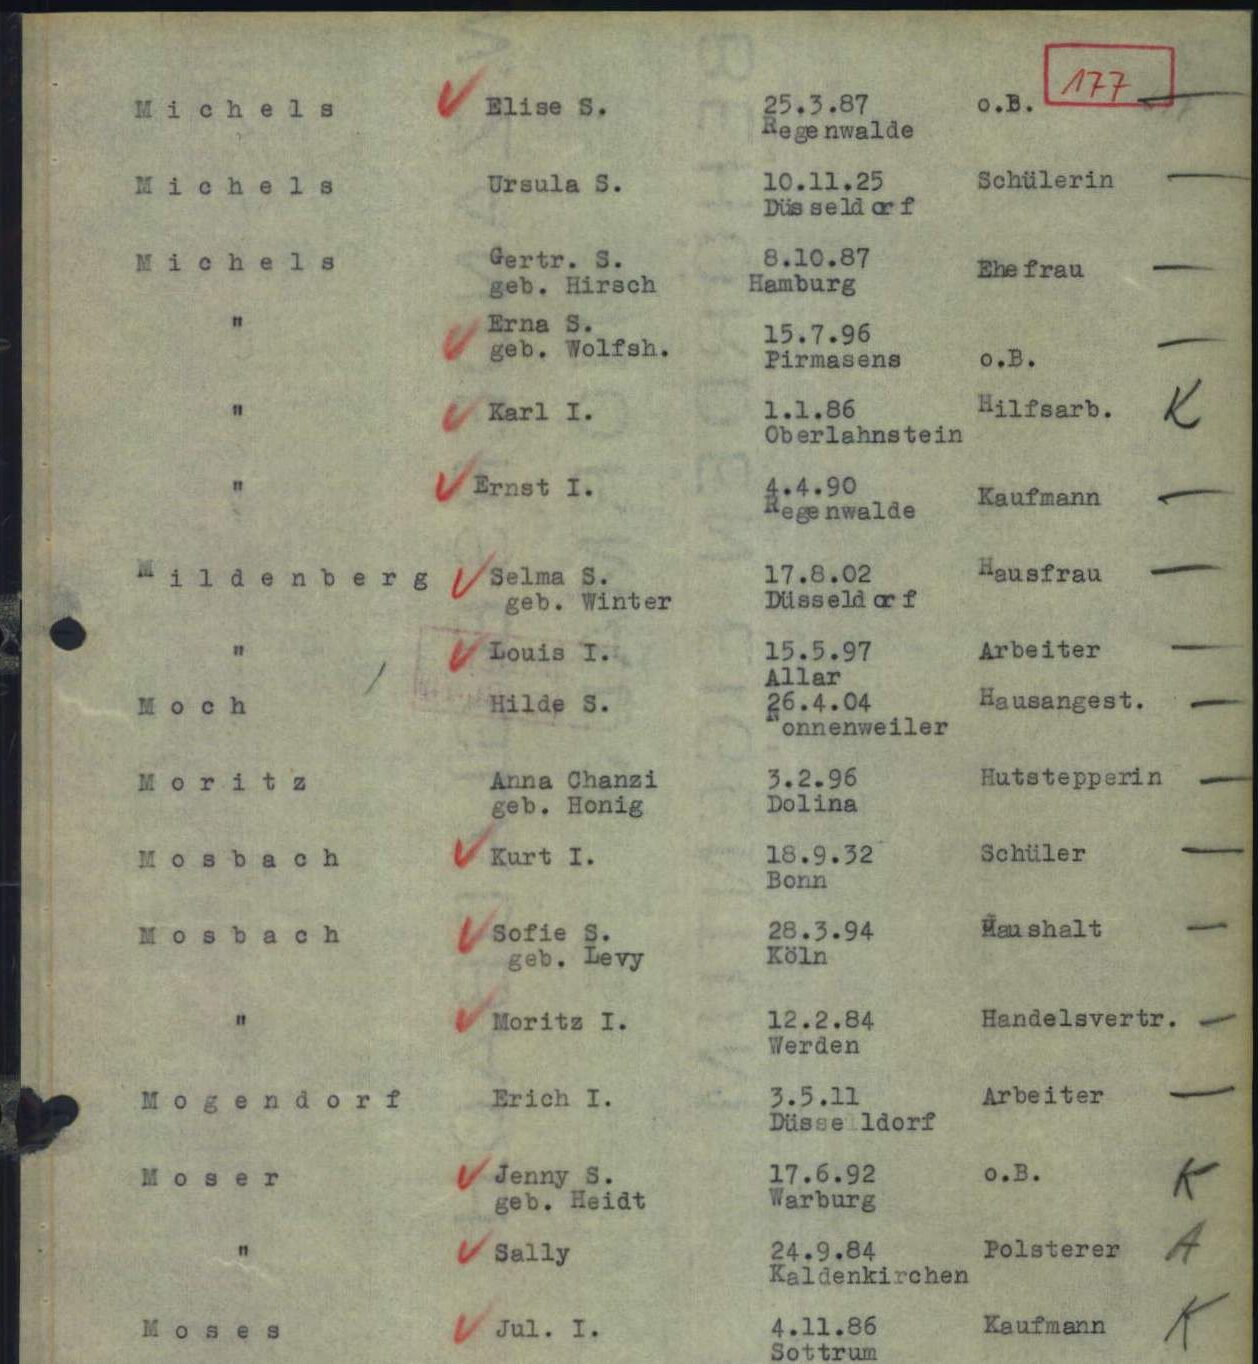 177
Michels Elise S. 25.3.87 o.B.
Regenwalde
Michels Ursula S. 10.11.25 Schülerin
Düsseldorf
Michels Gertr. S. 8.10.87
geb. Hirsch Hamburg Ehefrau
" Erna S. 15.7.96
geb. Wolfsh. Pirmasens o.B.
" Karl I. 1.1.86 Hilfsarb. K
Oberlahnstein
" Ernst I. 4.4.90 Kaufmann
Regenwalde
Mildenberg Selma S. 17.8.02 Hausfrau
geb. Winter Düsseldorf
" Louis I. 15.5.97 Arbeiter
Allar
Moch Hilde S. 26.4.04 Hausangest.
Nonnenweiler
Moritz Anna Chanzi 3.2.96 Hutstepperin
geb. Honig Dolina
Mosbach Kurt I. 18.9.32 Schüler
Bonn
Mosbach Sofie S. 28.3.94 Haushalt
geb. Levy Köln
" Moritz I. 12.2.84 Handelsvertr.
Werden
Mogendorf Erich I. 3.5.11 Arbeiter
Düsseldorf
Moser Jenny S. 17.6.92 o.B. K
geb. Heidt Warburg
" Sally 24.9.84 Polsterer A
Kaldenkirchen
Moses Jul. I. 4.11.86 Kaufmann K
Sottrum